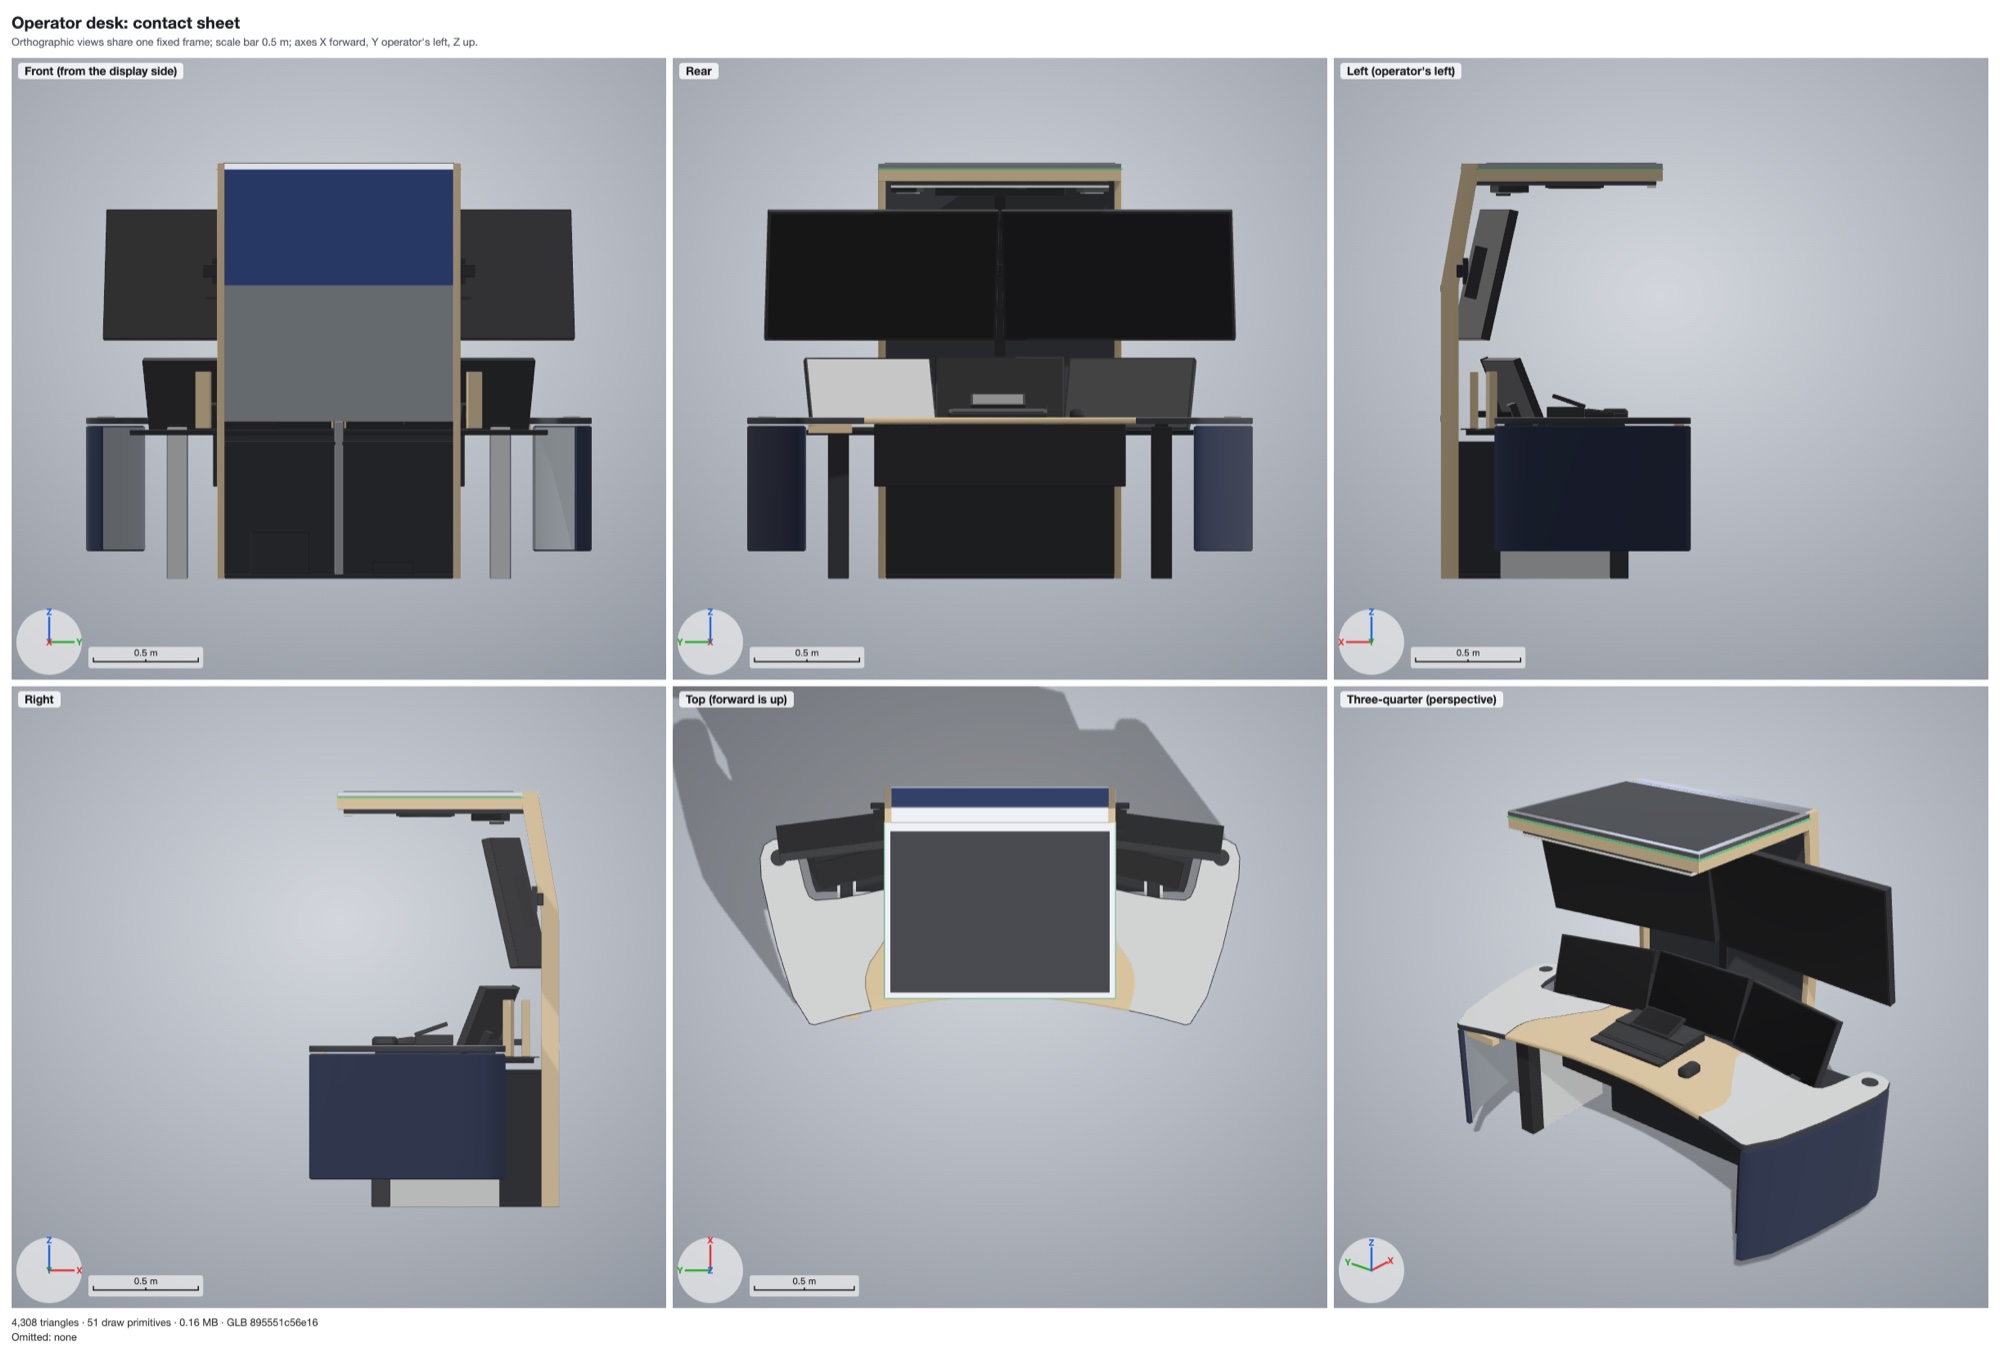 Operator desk: contact sheet
Orthographic views share one fixed frame; scale bar 0.5 m; axes X forward, Y operator's left, Z up.
Front (from the display side)
Z
X
Y
0.5 m
Rear
Z
Y
X
0.5 m
Left (operator's left)
Z
X
Y
0.5 m
Right
Z
Y
X
0.5 m
Top (forward is up)
X
Y
Z
0.5 m
Three-quarter (perspective)
Z
Y
X
4,308 triangles · 51 draw primitives · 0.16 MB · GLB 895551c56e16
Omitted: none